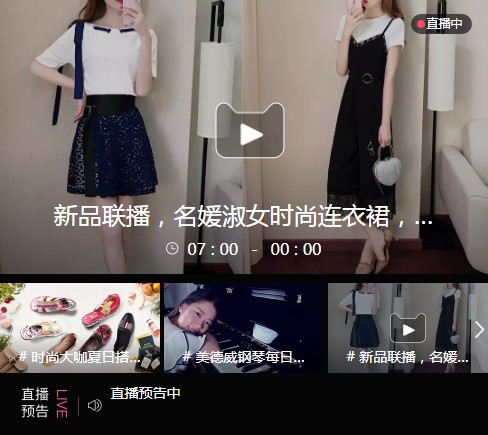 直播中
新品联播，名媛淑女时尚连衣裙，...
07 : 00 - 00 : 00
# 时尚大咖夏日搭...
# 美德威钢琴每日...
# 新品联播，名媛...
直播
预告
LIVE
直播预告中